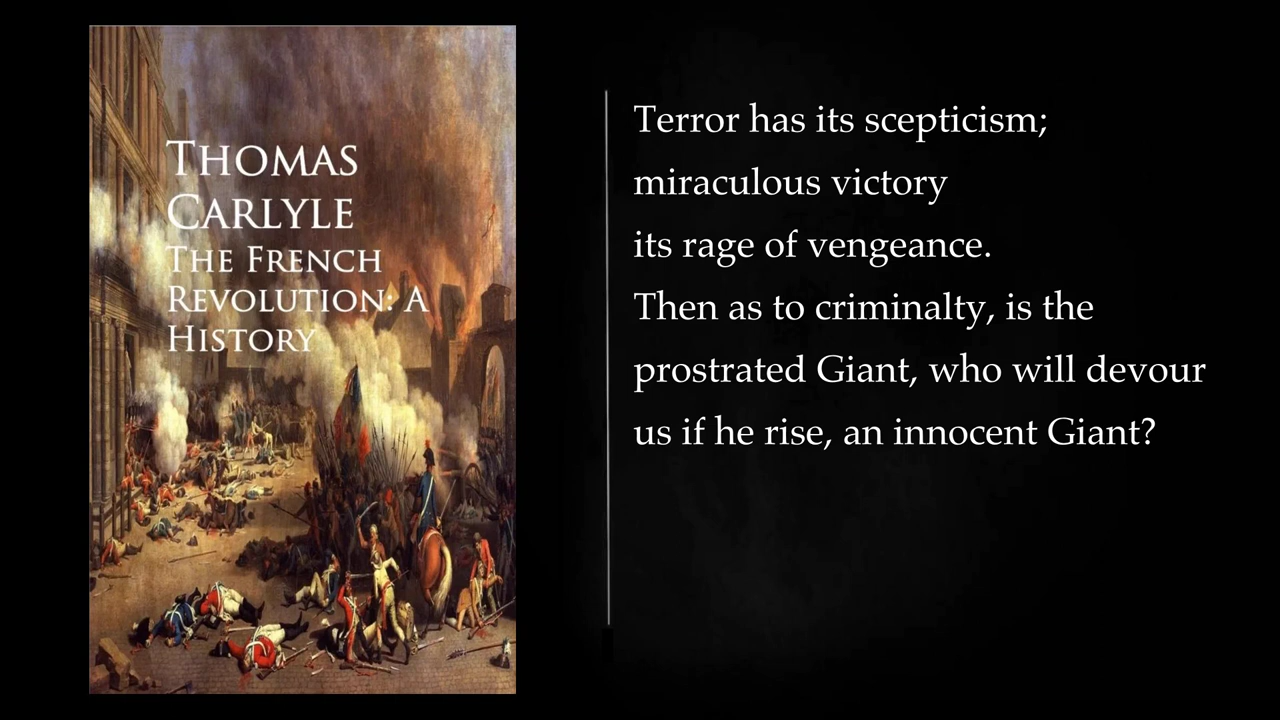 THOMAS
CARLYLE
THE FRENCH
REVOLUTION: A
HISTORY
Terror has its scepticism;
miraculous victory
its rage of vengeance.
Then as to criminalty, is the
prostrated Giant, who will devour
us if he rise, an innocent Giant?